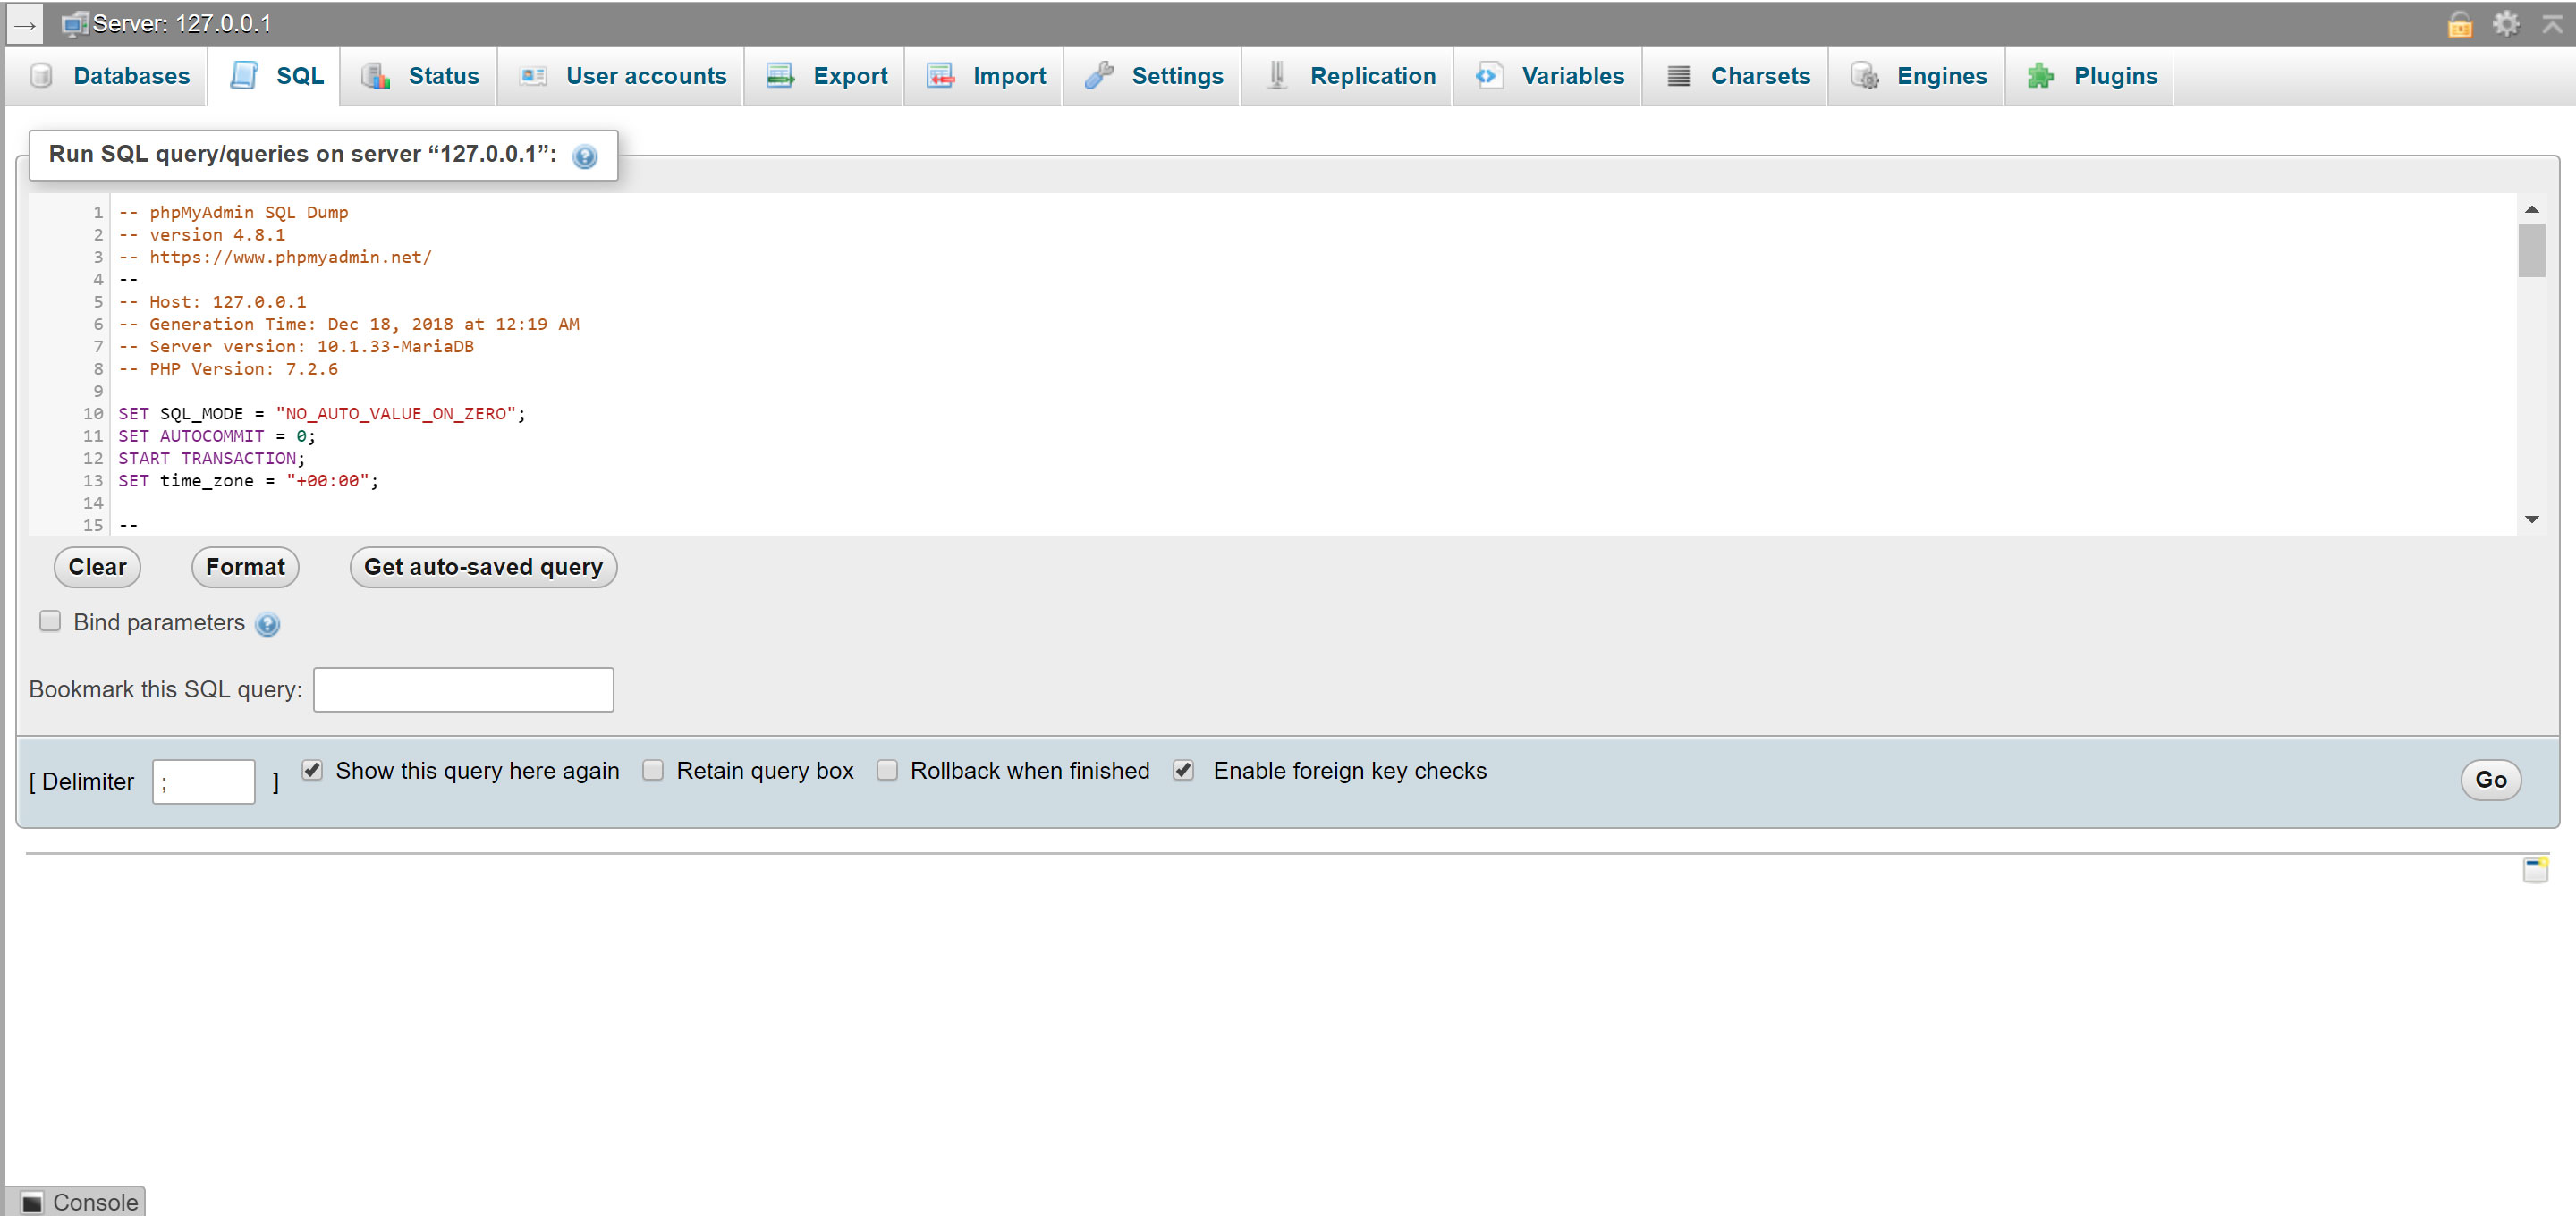 Server: 127.0.0.1
Databases SQL Status User accounts Export Import Settings Replication Variables Charsets Engines Plugins
Run SQL query/queries on server “127.0.0.1”:
1 -- phpMyAdmin SQL Dump
2 -- version 4.8.1
3 -- https://www.phpmyadmin.net/
4 --
5 -- Host: 127.0.0.1
6 -- Generation Time: Dec 18, 2018 at 12:19 AM
7 -- Server version: 10.1.33-MariaDB
8 -- PHP Version: 7.2.6
9
10 SET SQL_MODE = "NO_AUTO_VALUE_ON_ZERO";
11 SET AUTOCOMMIT = 0;
12 START TRANSACTION;
13 SET time_zone = "+00:00";
14
15 --
Clear Format Get auto-saved query
Bind parameters
Bookmark this SQL query:
[ Delimiter ; ] Show this query here again Retain query box Rollback when finished Enable foreign key checks Go
Console